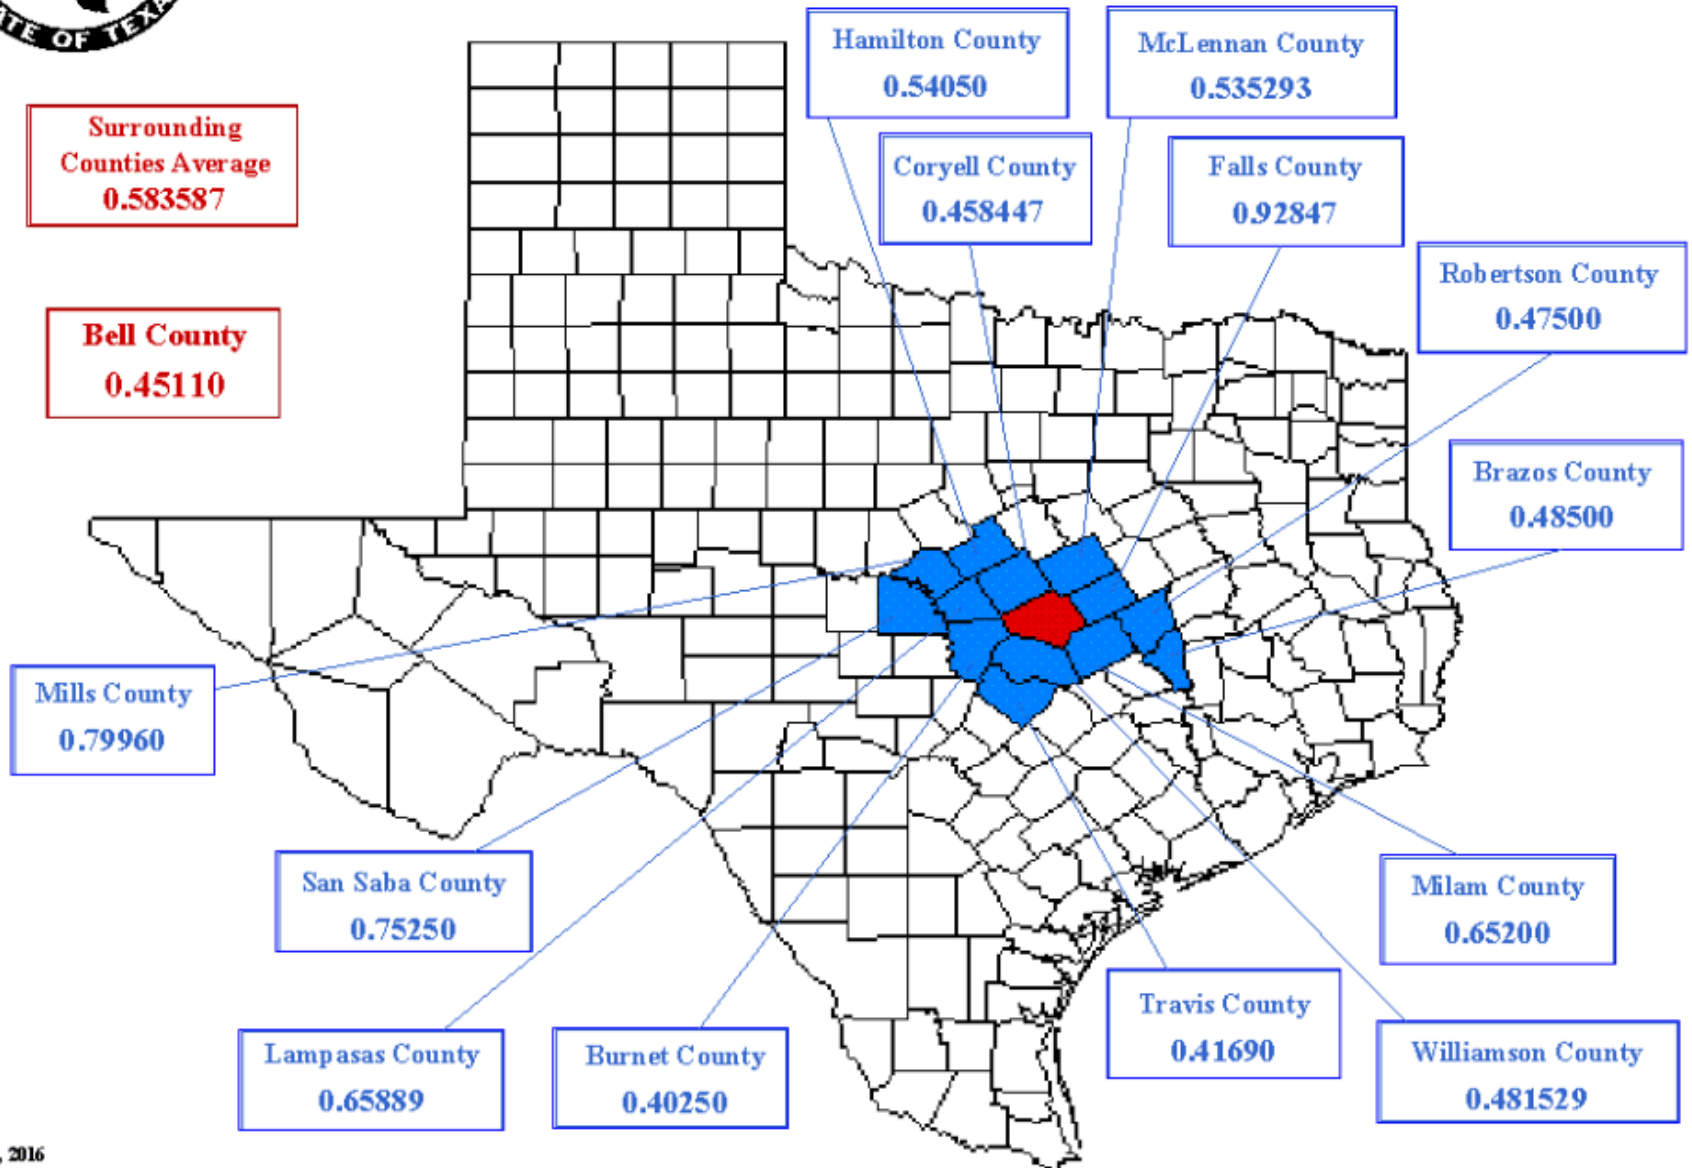 STATE OF TEXAS
Surrounding
Counties Average
0.583587
Bell County
0.45110
Hamilton County
0.54050
McLennan County
0.535293
Coryell County
0.458447
Falls County
0.92847
Robertson County
0.47500
Brazos County
0.48500
Mills County
0.79960
San Saba County
0.75250
Milam County
0.65200
Lampasas County
0.65889
Burnet County
0.40250
Travis County
0.41690
Williamson County
0.481529
, 2016